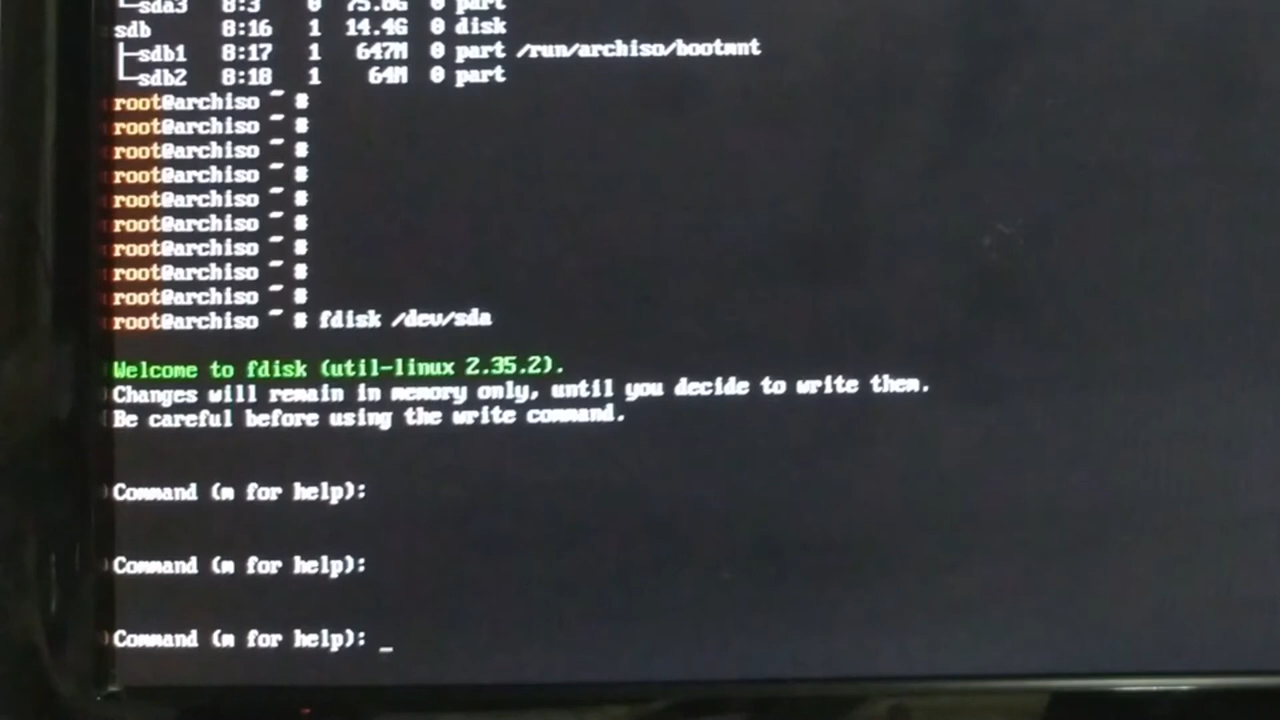 └─sda3 8:3 0 75.8G 0 part
sdb 8:16 1 14.4G 0 disk
├─sdb1 8:17 1 647M 0 part /run/archiso/bootmnt
└─sdb2 8:18 1 64M 0 part
root@archiso ~ #
root@archiso ~ #
root@archiso ~ #
root@archiso ~ #
root@archiso ~ #
root@archiso ~ #
root@archiso ~ #
root@archiso ~ #
root@archiso ~ #
root@archiso ~ # fdisk /dev/sda
Welcome to fdisk (util-linux 2.35.2).
Changes will remain in memory only, until you decide to write them.
Be careful before using the write command.
Command (m for help):
Command (m for help):
Command (m for help): _